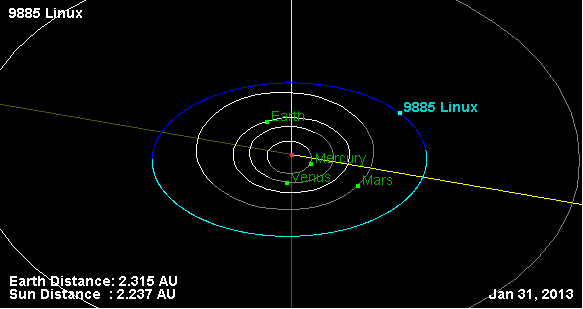 9885 Linux
9885 Linux
Earth
Mercury
Venus
Mars
Earth Distance: 2.315 AU
Sun Distance : 2.237 AU
Jan 31, 2013